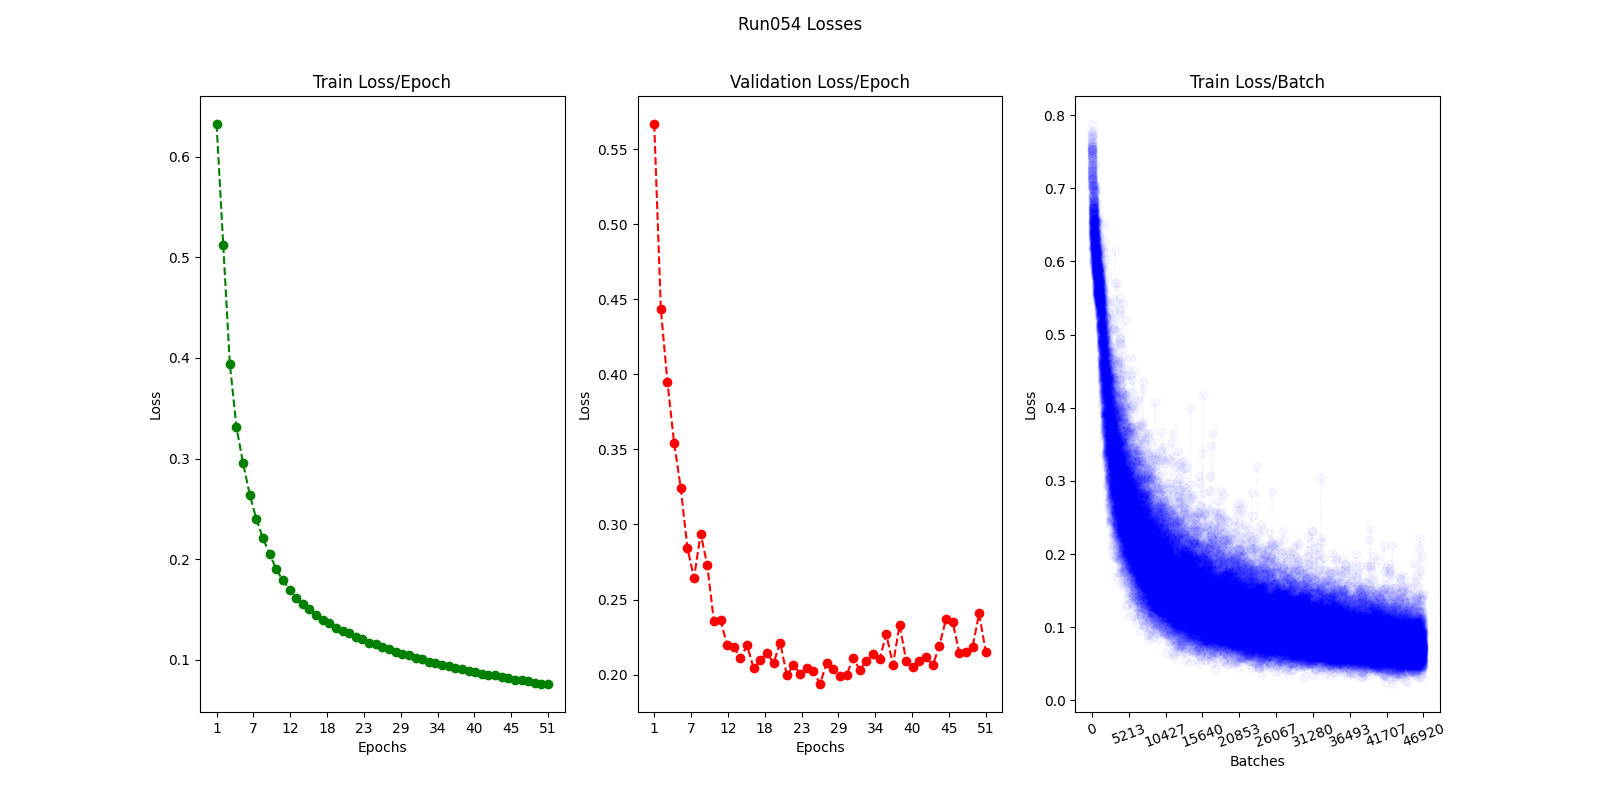 Run054 Losses
Train Loss/Epoch
Loss
0.6
0.5
0.4
0.3
0.2
0.1
1 7 12 18 23 29 34 40 45 51
Epochs
Validation Loss/Epoch
Loss
0.55
0.50
0.45
0.40
0.35
0.30
0.25
0.20
1 7 12 18 23 29 34 40 45 51
Epochs
Train Loss/Batch
Loss
0.8
0.7
0.6
0.5
0.4
0.3
0.2
0.1
0.0
0 5213 10427 15640 20853 26067 31280 36493 41707 46920
Batches